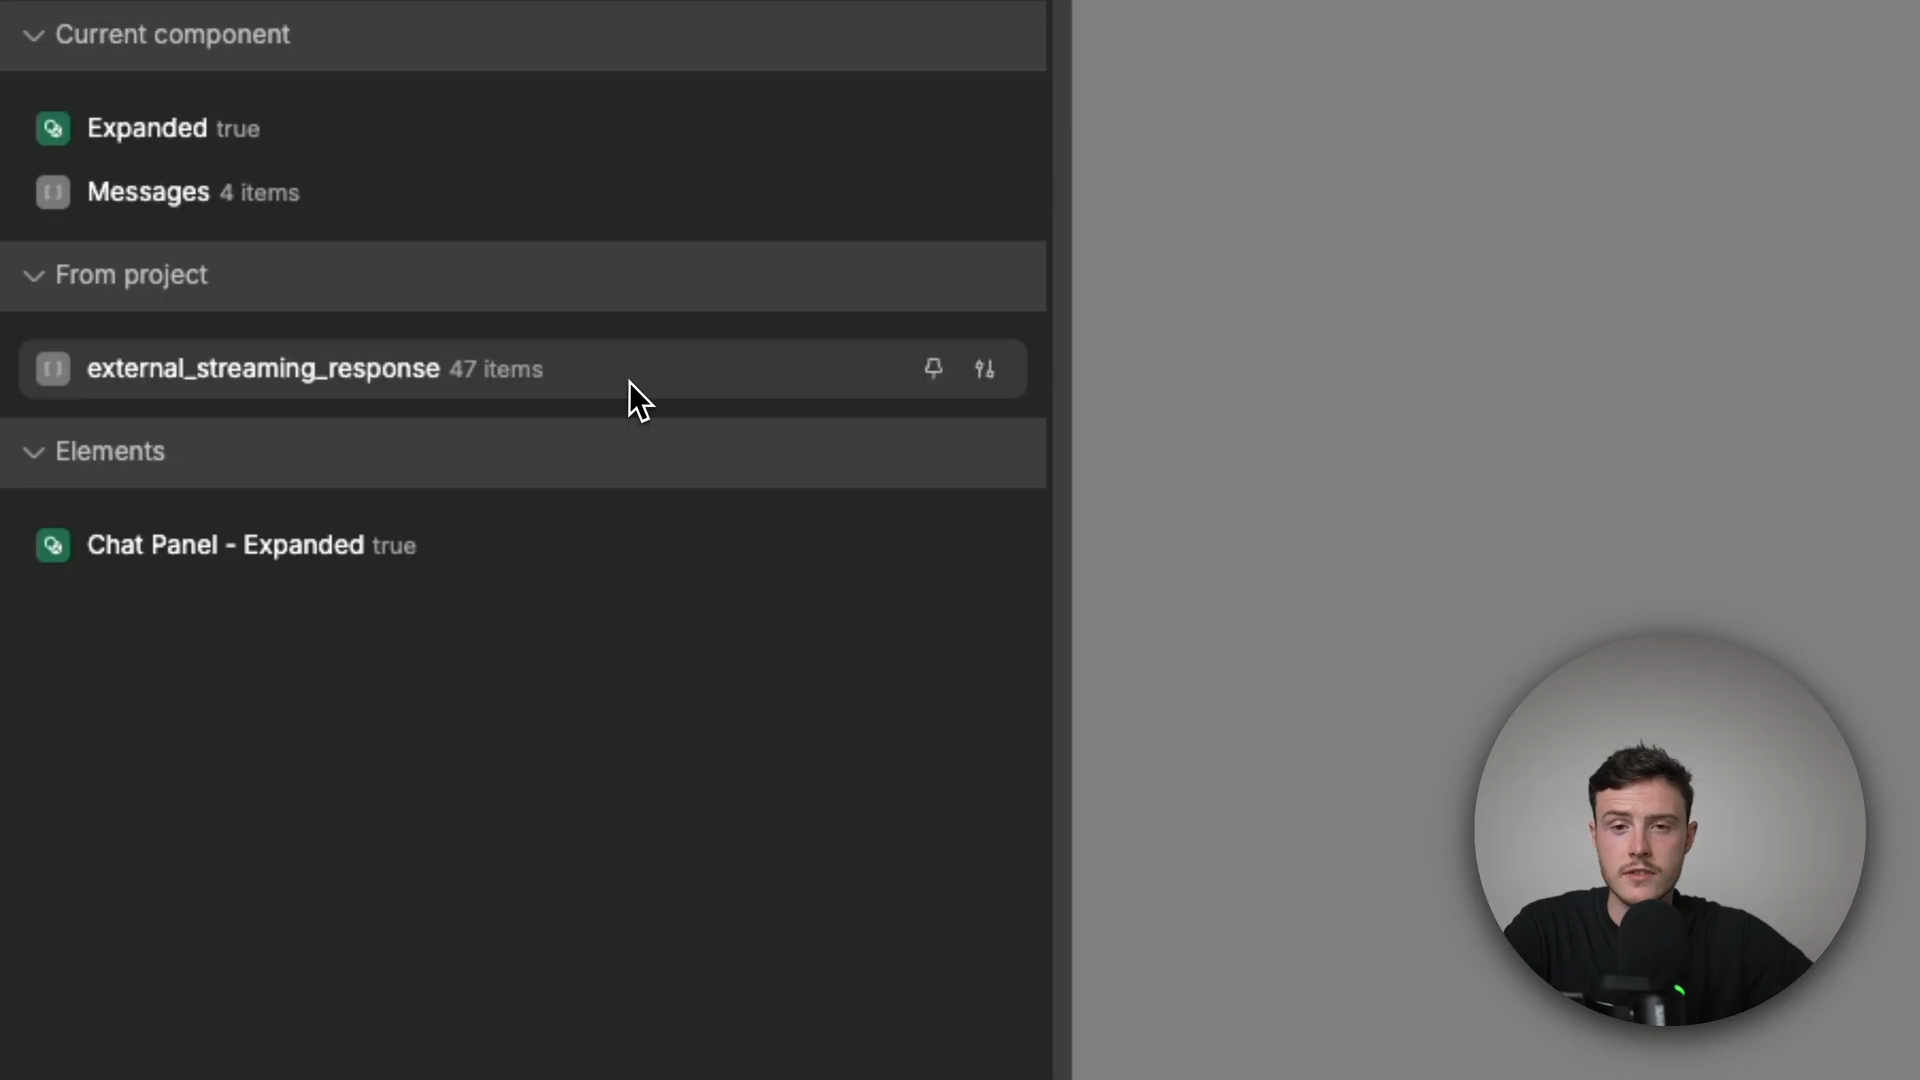 Current component
Expanded true
Messages 4 items
From project
external_streaming_response 47 items
Elements
Chat Panel - Expanded true